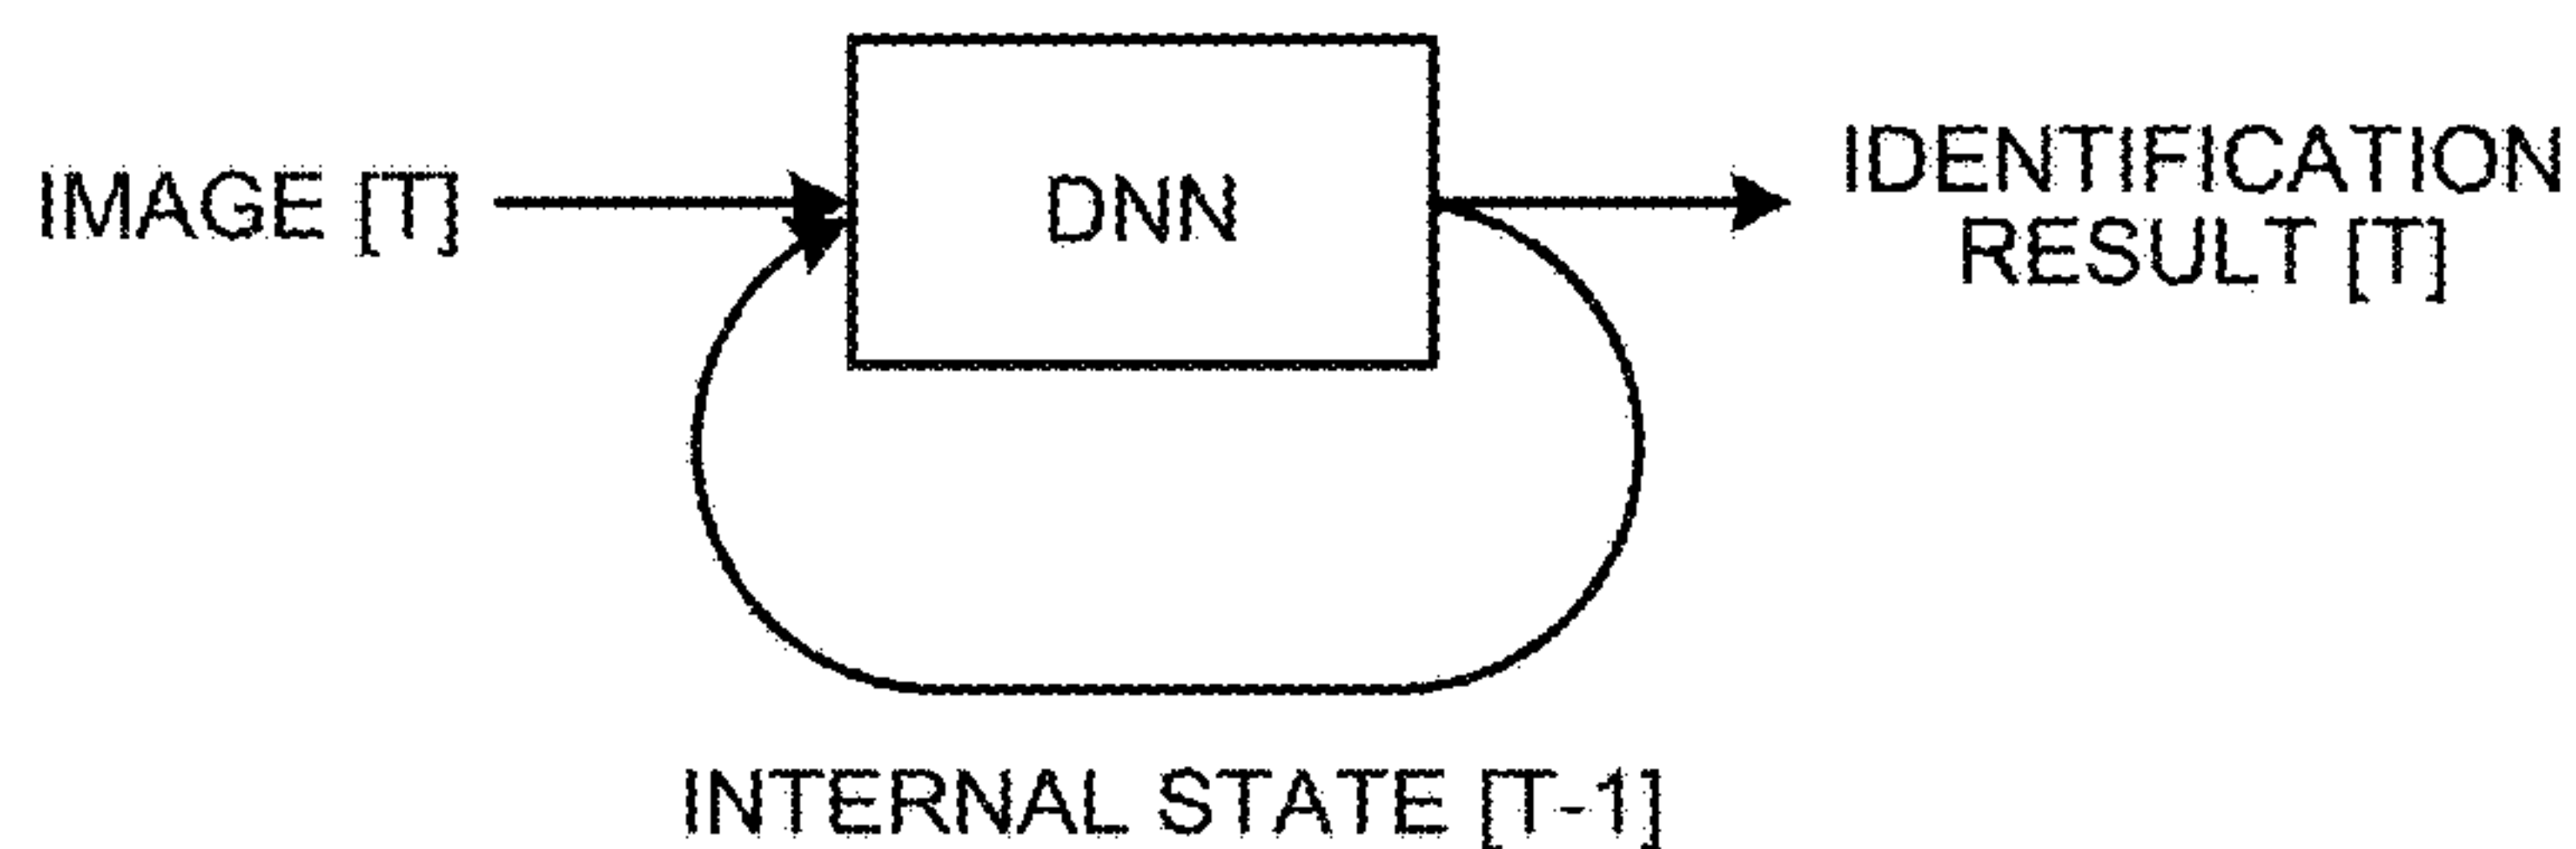 IMAGE [T]
DNN
IDENTIFICATION
RESULT [T]
INTERNAL STATE [T-1]